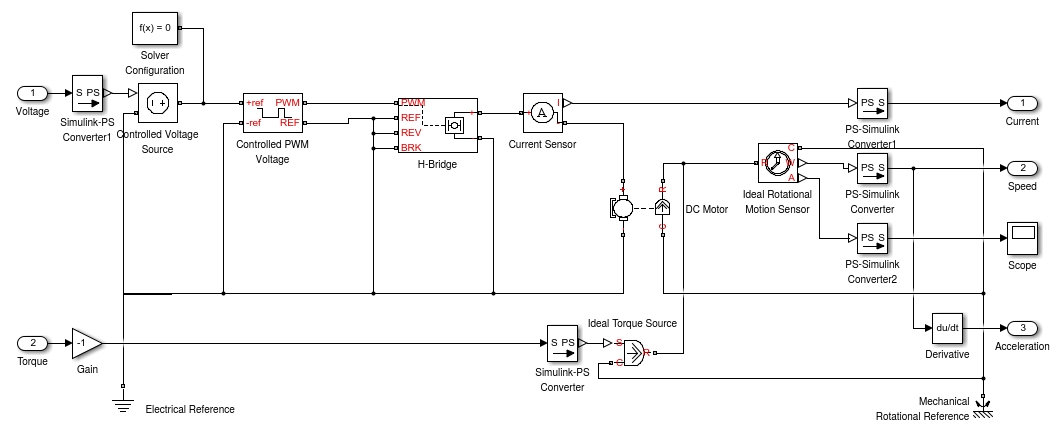 f(x) = 0
Solver
Configuration
1
Voltage
S PS
Simulink-PS
Converter1
Controlled Voltage
Source
+ref
-ref
PWM
REF
Controlled PWM
Voltage
PWM
REF
REV
BRK
+
-
H-Bridge
+
I
-
A
Current Sensor
PS S
PS-Simulink
Converter1
1
Current
+
-
R
C
DC Motor
R
C
W
A
Ideal Rotational
Motion Sensor
PS S
PS-Simulink
Converter
2
Speed
PS S
PS-Simulink
Converter2
Scope
2
Torque
-1
Gain
S PS
Simulink-PS
Converter
Ideal Torque Source
S
C
R
du/dt
Derivative
3
Acceleration
Electrical Reference
Mechanical
Rotational Reference